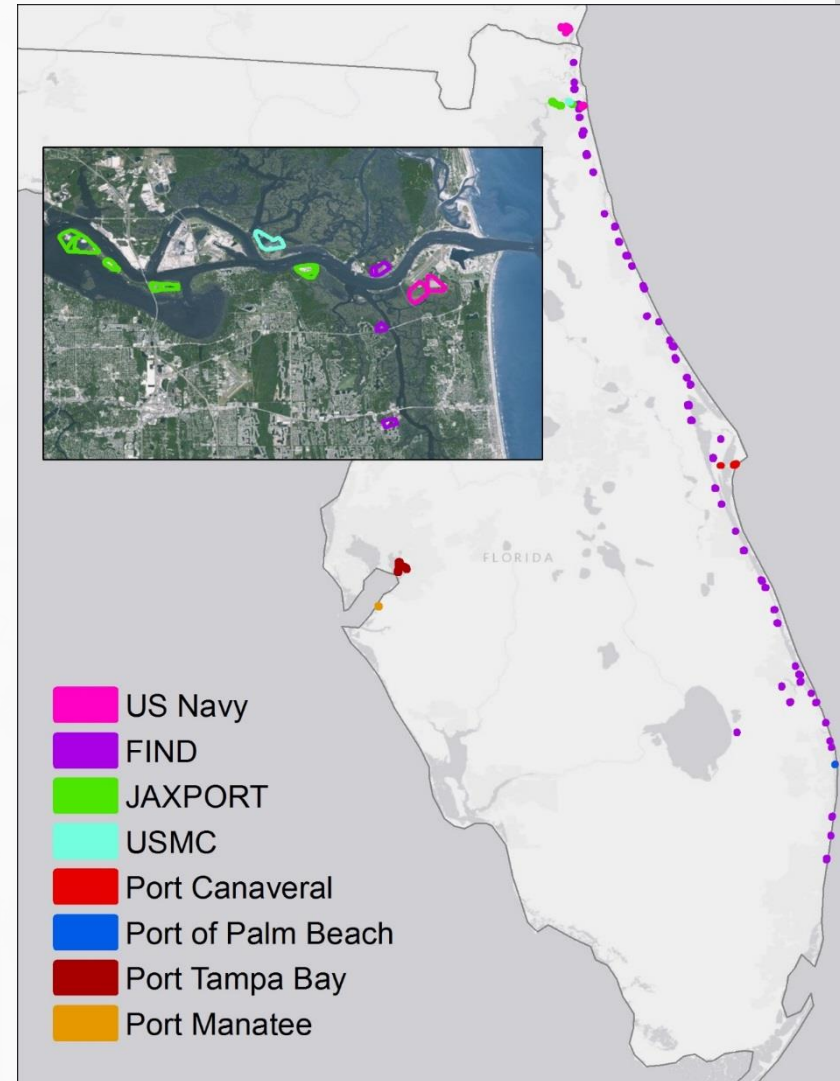 FLORIDA
US Navy
FIND
JAXPORT
USMC
Port Canaveral
Port of Palm Beach
Port Tampa Bay
Port Manatee